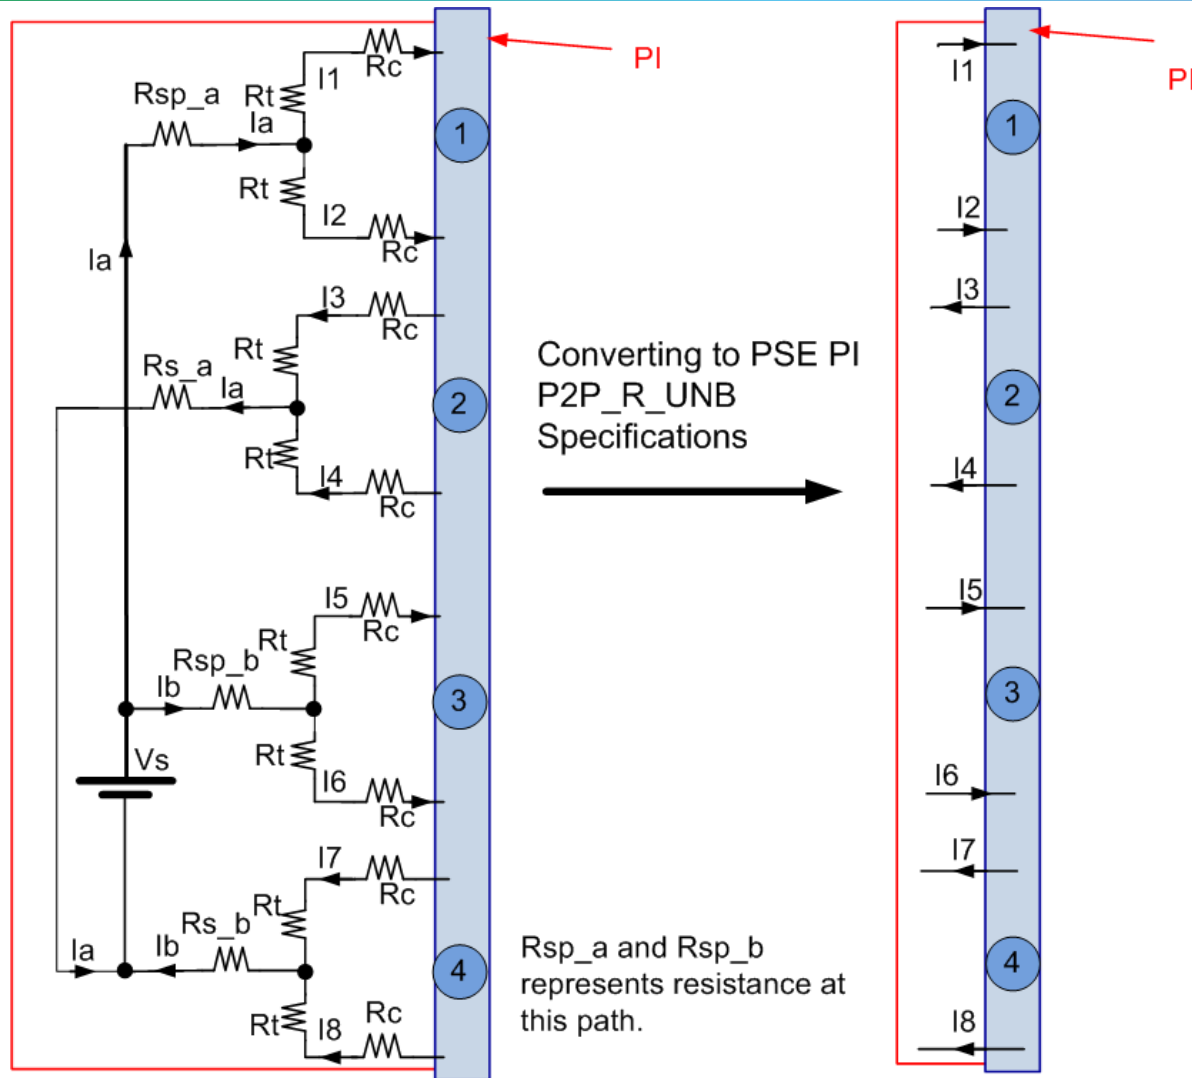 Rc
PI
I1
Rsp_a
Rt
Ia
1
Rt
I2
Rc
Ia
I3
Rc
Rt
Rs_a
Ia
2
Rt
I4
Rc
I5
Rc
Rt
Rsp_b
Ib
3
Rt
Vs
I6
Rc
I7
Rc
Rt
Rs_b
Ia
Ib
4
Rt
I8
Rc
Converting to PSE PI
P2P_R_UNB
Specifications
Rsp_a and Rsp_b
represents resistance at
this path.
I1
PI
1
I2
I3
2
I4
I5
3
I6
I7
4
I8